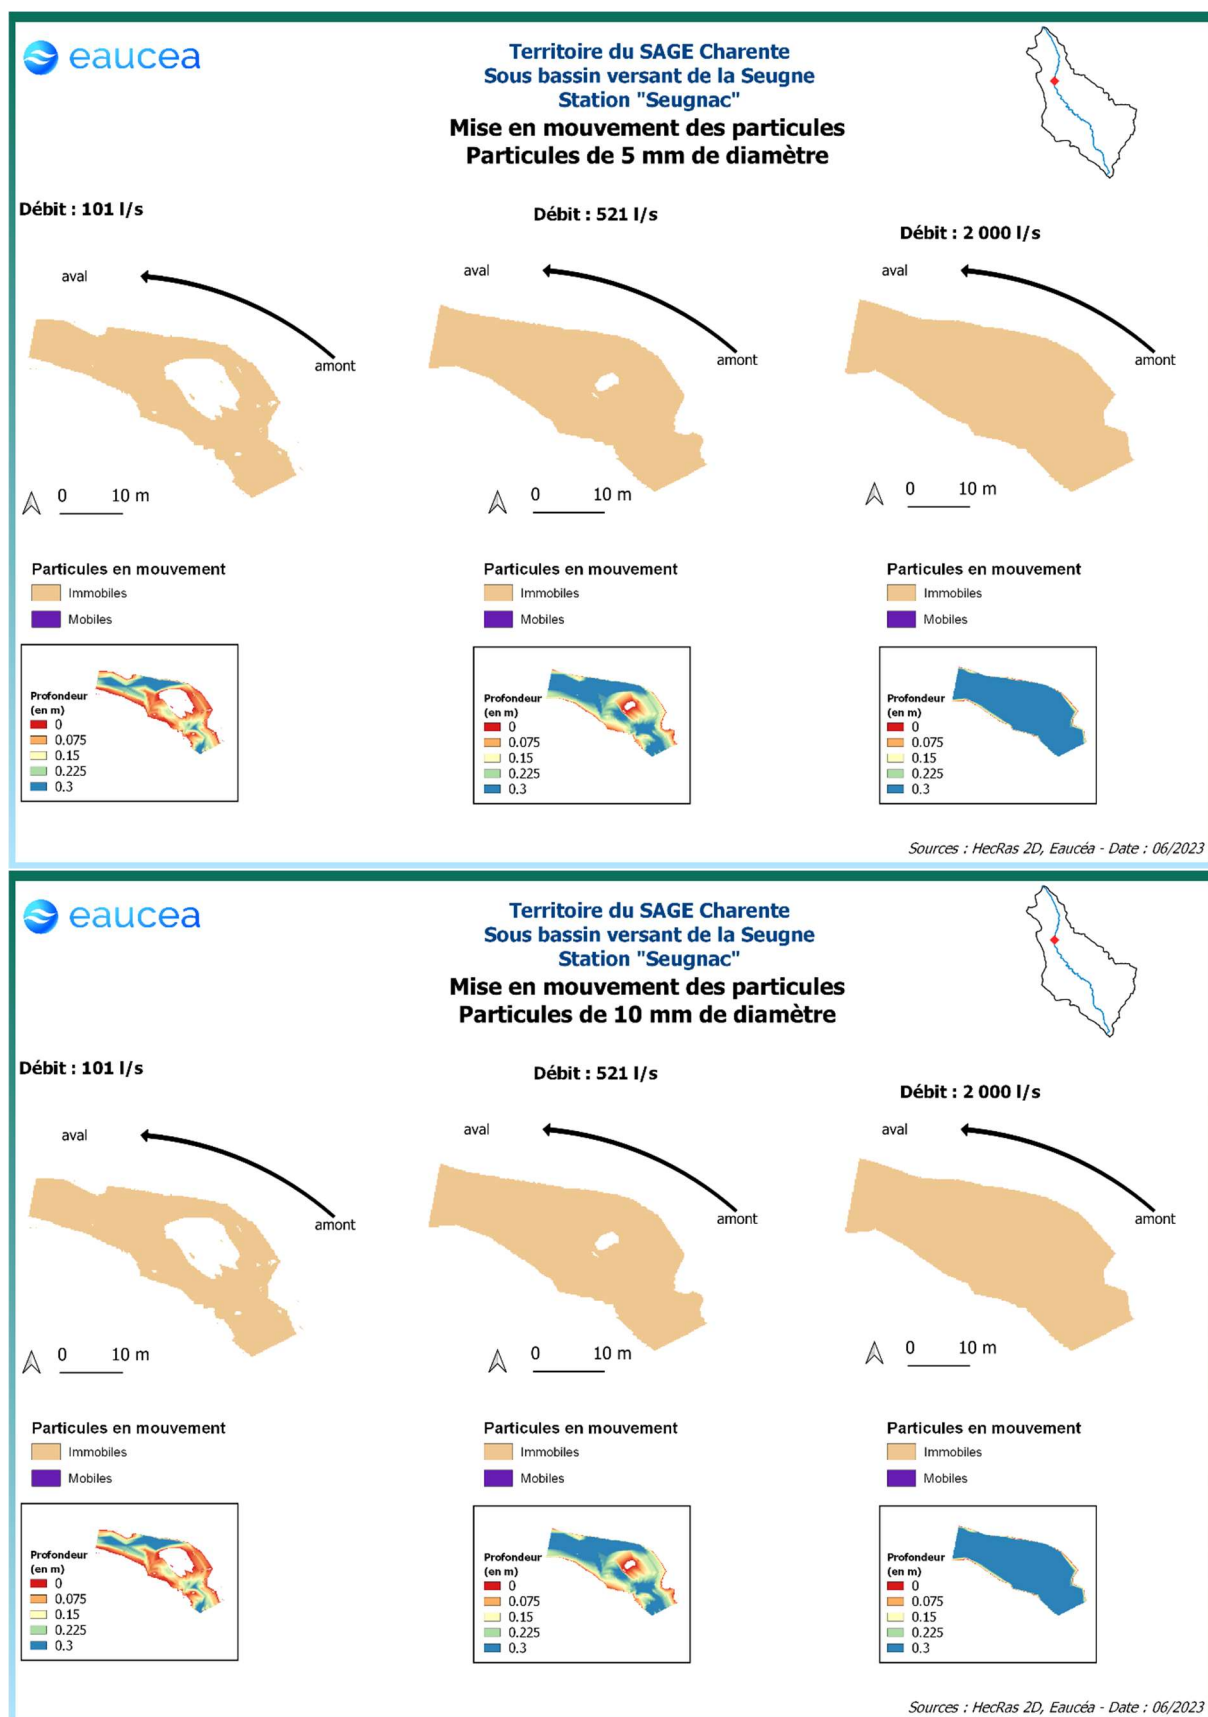 eaucea
Territoire du SAGE Charente
Sous bassin versant de la Seugne
Station "Seugnac"
Mise en mouvement des particules
Particules de 5 mm de diamètre
Débit : 101 l/s
Débit : 521 l/s
Débit : 2 000 l/s
aval
amont
aval
amont
aval
amont
0 10 m
0 10 m
0 10 m
Particules en mouvement
Immobiles
Mobiles
Particules en mouvement
Immobiles
Mobiles
Particules en mouvement
Immobiles
Mobiles
Profondeur
(en m)
0
0.075
0.15
0.225
0.3
Profondeur
(en m)
0
0.075
0.15
0.225
0.3
Profondeur
(en m)
0
0.075
0.15
0.225
0.3
Sources : HecRas 2D, Eaucéa - Date : 06/2023
eaucea
Territoire du SAGE Charente
Sous bassin versant de la Seugne
Station "Seugnac"
Mise en mouvement des particules
Particules de 10 mm de diamètre
Débit : 101 l/s
Débit : 521 l/s
Débit : 2 000 l/s
aval
amont
aval
amont
aval
amont
0 10 m
0 10 m
0 10 m
Particules en mouvement
Immobiles
Mobiles
Particules en mouvement
Immobiles
Mobiles
Particules en mouvement
Immobiles
Mobiles
Profondeur
(en m)
0
0.075
0.15
0.225
0.3
Profondeur
(en m)
0
0.075
0.15
0.225
0.3
Profondeur
(en m)
0
0.075
0.15
0.225
0.3
Sources : HecRas 2D, Eaucéa - Date : 06/2023